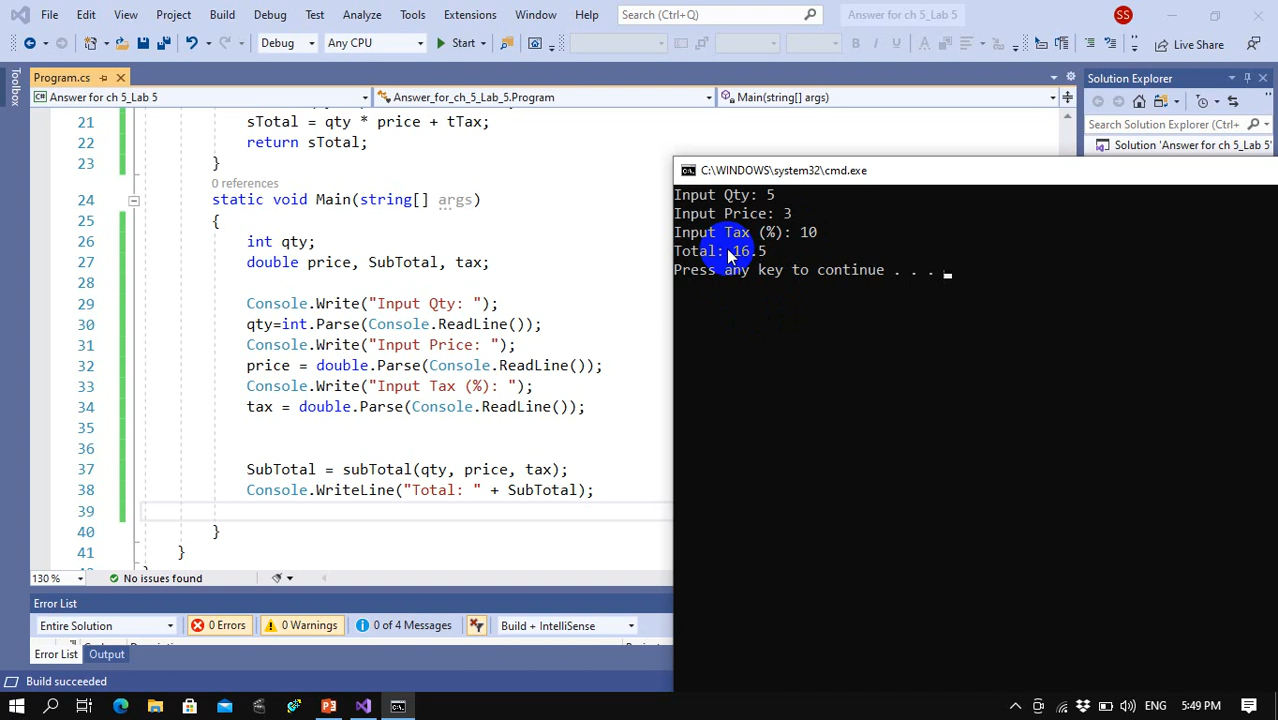 File Edit View Project Build Debug Test Analyze Tools Extensions Window Help Search (Ctrl+Q) Answer for ch 5_Lab 5 SS
Debug Any CPU Start Live Share
Toolbox
Program.cs
Solution Explorer
Answer for ch 5_Lab 5 Answer_for_ch_5_Lab_5.Program Main(string[] args)
Search Solution Explorer (Ctrl+
Solution 'Answer for ch 5_Lab 5'
21 sTotal = qty * price + tTax;
22 return sTotal;
23 }
0 references
24 static void Main(string[] args)
25 {
26 int qty;
27 double price, SubTotal, tax;
28
29 Console.Write("Input Qty: ");
30 qty=int.Parse(Console.ReadLine());
31 Console.Write("Input Price: ");
32 price = double.Parse(Console.ReadLine());
33 Console.Write("Input Tax (%): ");
34 tax = double.Parse(Console.ReadLine());
35
36
37 SubTotal = subTotal(qty, price, tax);
38 Console.WriteLine("Total: " + SubTotal);
39
40 }
41 }
C:\WINDOWS\system32\cmd.exe
Input Qty: 5
Input Price: 3
Input Tax (%): 10
Total: 16.5
Press any key to continue . . .
130 % No issues found
Error List
Entire Solution 0 Errors 0 Warnings 0 of 4 Messages Build + IntelliSense
Error List Output
Build succeeded
ENG 5:49 PM